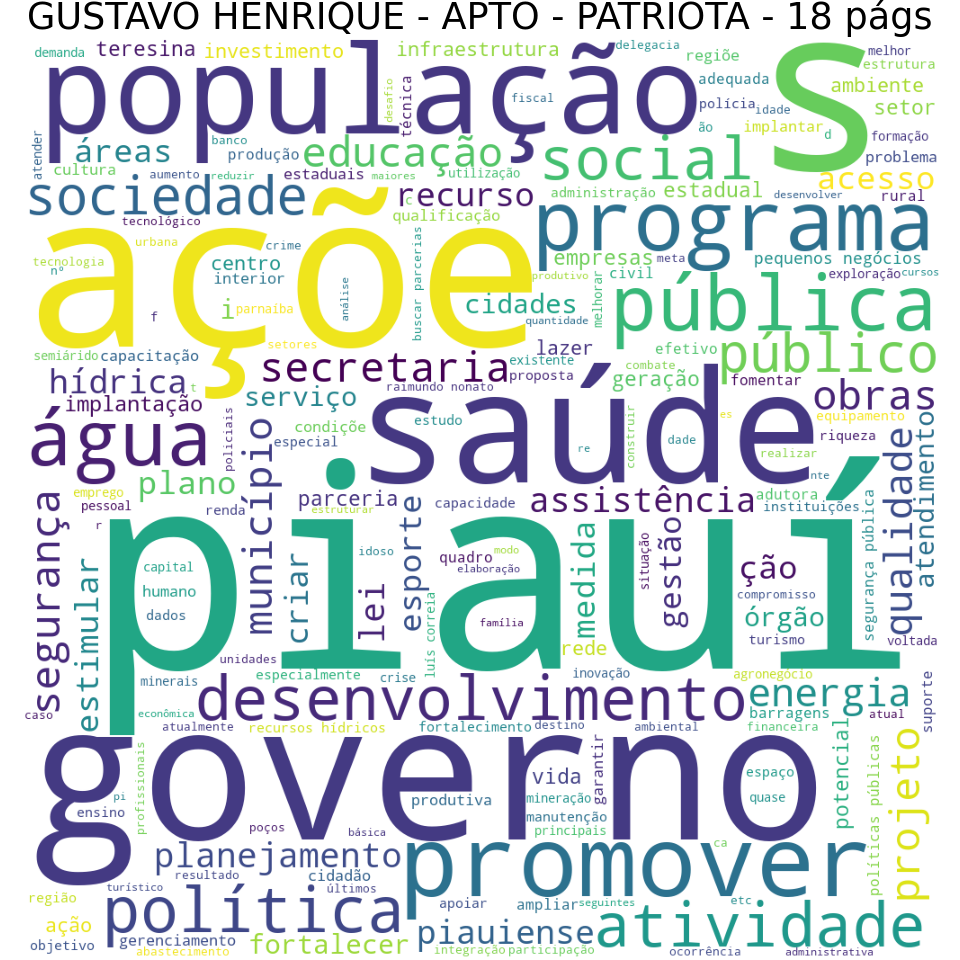 GUSTAVO HENRIQUE - APTO - PATRIOTA - 18 págs
demanda teresina investimento infraestrutura delegacia regiõe melhor estrutura
população s
desafio técnica fiscal adequada polícia idade ambiente setor
atender áreas banco produção educação utilização social ão implantar d formação problema
cultura aumento reduzir estaduais maiores administração estadual desenvolver acesso rural
sociedade tecnológico c recurso qualificação programa
açõe
urbana crime tecnologia nº centro interior análise buscar parcerias empresas meta pequenos negócios
produtivo melhorar civil exploração cursos
f i parnaíba cidades quantidade pública
semiárido capacitação setores lazer efetivo público
secretaria existente proposta combate geração fomentar
hídrica t serviço raimundo nonato saúde obras
implantação policiais condiçõe estudo construir es equipamento
água especial re dade riqueza realizar nte
plano município parceria capacidade assistência adutora instituições qualidade atendimento
emprego pessoal renda estruturar
segurança r piauí
estimular capital humano dados criar idoso lei esporte quadro modo elaboração medida situação gestão ção compromisso órgão segurança pública
família luís correia rede turismo voltada
unidades minerais especialmente crise inovação agronegócio
desenvolvimento energia suporte
caso econômica atualmente recursos hídricos fortalecimento destino ambiental barragens financeira atual
governo
profissionais pi ensino vida garantir espaço potencial políticas públicas projeto
produtiva mineração quase manutenção
poços básica principais
planejamento promover ca
resultado cidadão
região turístico últimos apoiar ampliar seguintes etc
política atividade
ação objetivo gerenciamento abastecimento fortalecer piauiense
integração participação ocorrência administrativa